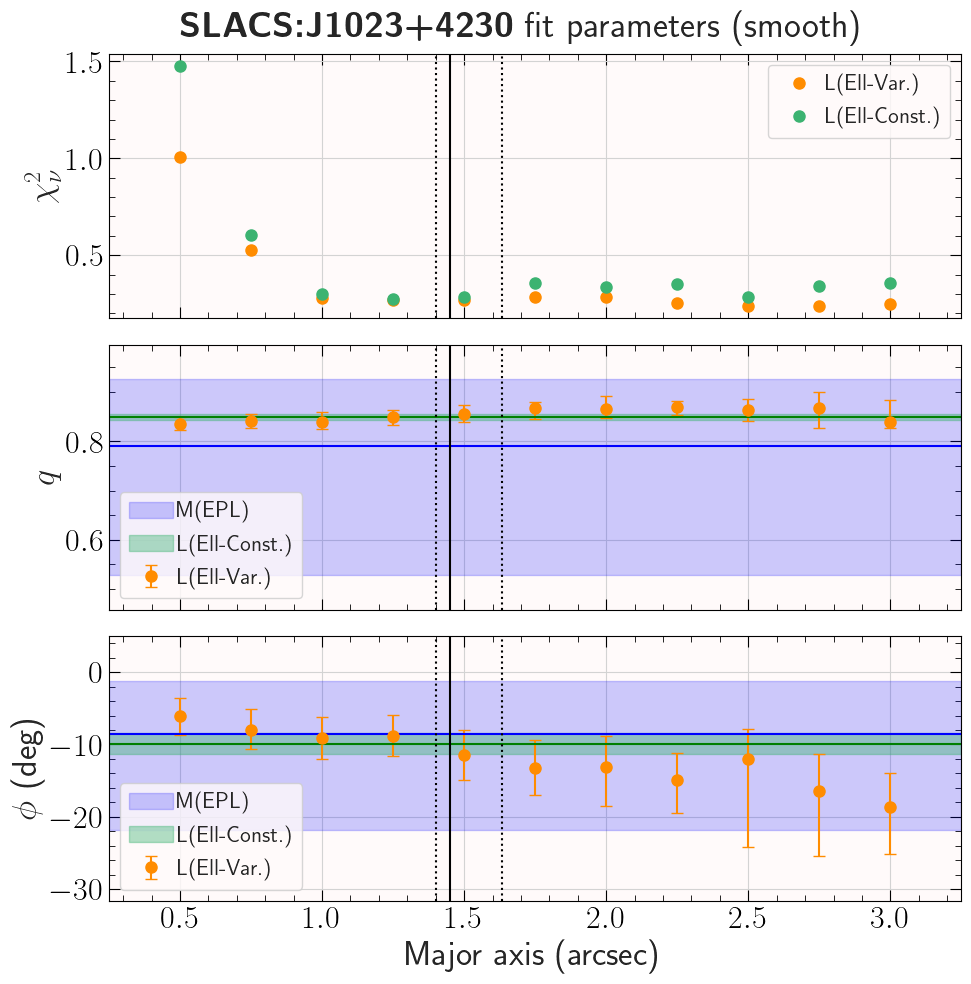 SLACS:J1023+4230 fit parameters (smooth)
1.5
1.0
0.5
χ²ᵥ
L(Ell-Var.)
L(Ell-Const.)
0.8
0.6
q
M(EPL)
L(Ell-Const.)
L(Ell-Var.)
0
−10
−20
−30
ϕ (deg)
M(EPL)
L(Ell-Const.)
L(Ell-Var.)
0.5 1.0 1.5 2.0 2.5 3.0
Major axis (arcsec)